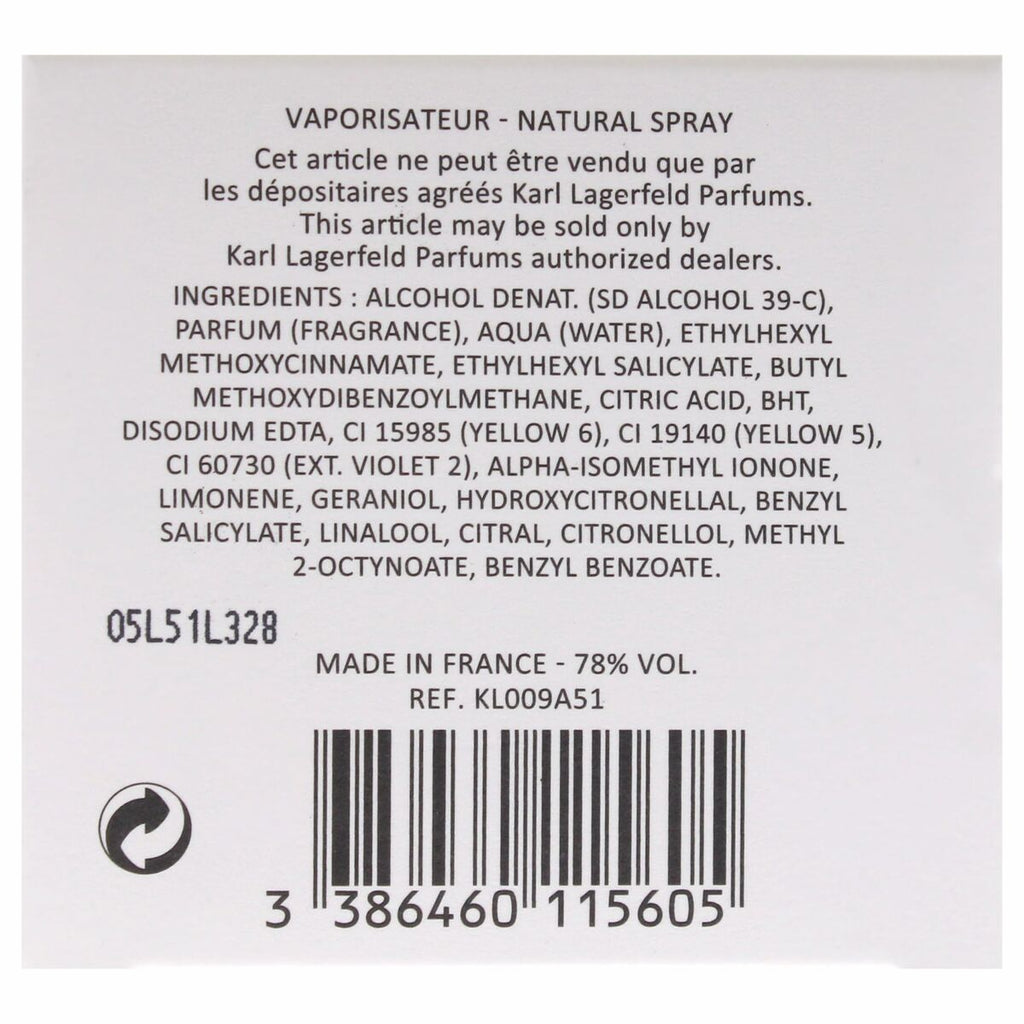 VAPORISATEUR - NATURAL SPRAY
Cet article ne peut être vendu que par
les dépositaires agréés Karl Lagerfeld Parfums.
This article may be sold only by
Karl Lagerfeld Parfums authorized dealers.
INGREDIENTS : ALCOHOL DENAT. (SD ALCOHOL 39-C),
PARFUM (FRAGRANCE), AQUA (WATER), ETHYLHEXYL
METHOXYCINNAMATE, ETHYLHEXYL SALICYLATE, BUTYL
METHOXYDIBENZOYLMETHANE, CITRIC ACID, BHT,
DISODIUM EDTA, CI 15985 (YELLOW 6), CI 19140 (YELLOW 5),
CI 60730 (EXT. VIOLET 2), ALPHA-ISOMETHYL IONONE,
LIMONENE, GERANIOL, HYDROXYCITRONELLAL, BENZYL
SALICYLATE, LINALOOL, CITRAL, CITRONELLOL, METHYL
2-OCTYNOATE, BENZYL BENZOATE.
05L51L328
MADE IN FRANCE - 78% VOL.
REF. KL009A51
3 386460 115605